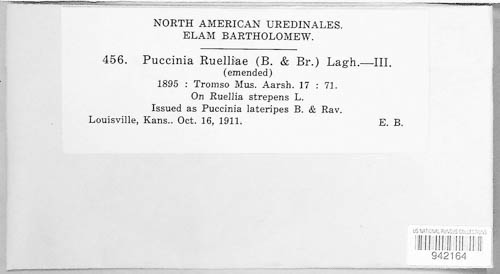 NORTH AMERICAN UREDINALES.
ELAM BARTHOLOMEW.
456. Puccinia Ruelliae (B. & Br.) Lagh.—III.
(emended)
1895 : Tromso Mus. Aarsh. 17 : 71.
On Ruellia strepens L.
Issued as Puccinia lateripes B. & Rav.
Louisville, Kans.. Oct. 16, 1911. E. B.
US NATIONAL FUNGUS COLLECTIONS
942164